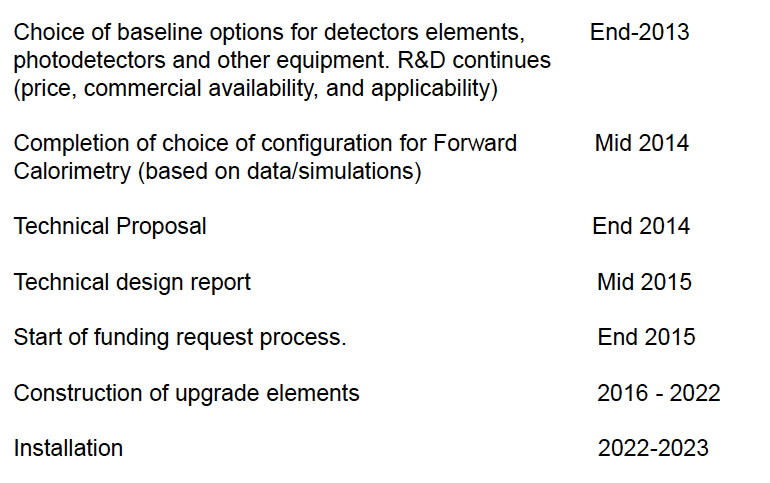 Choice of baseline options for detectors elements, End-2013
photodetectors and other equipment. R&D continues
(price, commercial availability, and applicability)
Completion of choice of configuration for Forward Mid 2014
Calorimetry (based on data/simulations)
Technical Proposal End 2014
Technical design report Mid 2015
Start of funding request process. End 2015
Construction of upgrade elements 2016 - 2022
Installation 2022-2023